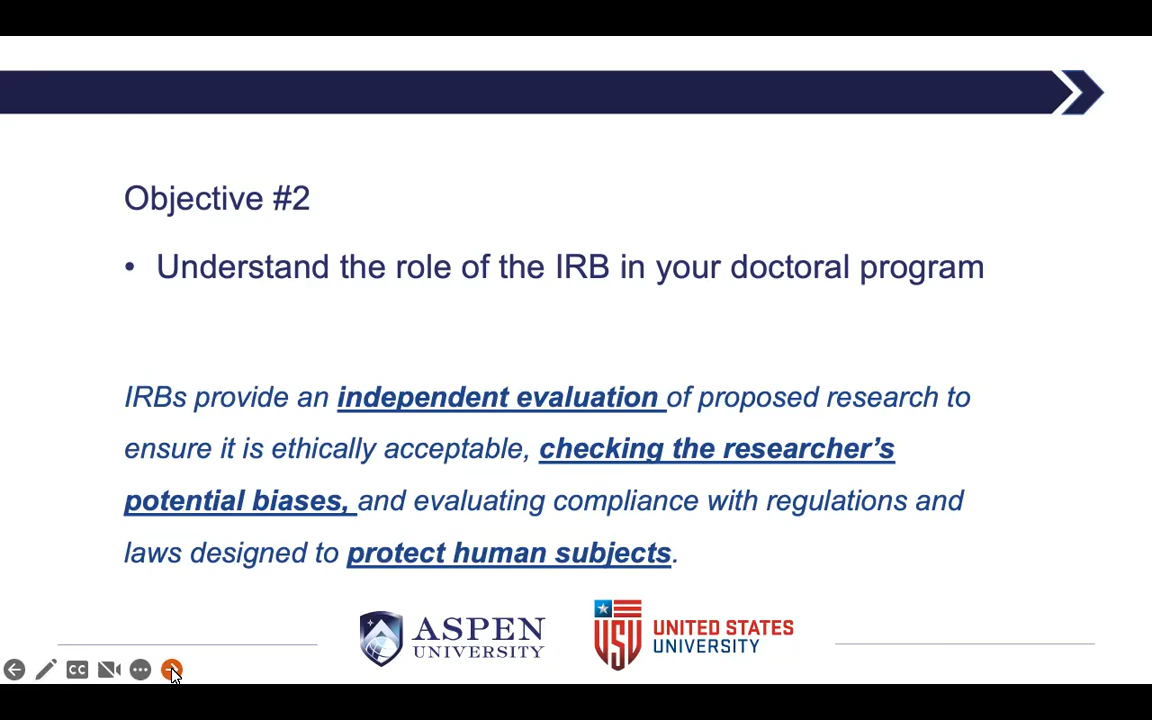 Objective #2
• Understand the role of the IRB in your doctoral program
IRBs provide an independent evaluation of proposed research to
ensure it is ethically acceptable, checking the researcher’s
potential biases, and evaluating compliance with regulations and
laws designed to protect human subjects.
ASPEN
UNIVERSITY
USU
UNITED STATES
UNIVERSITY
CC